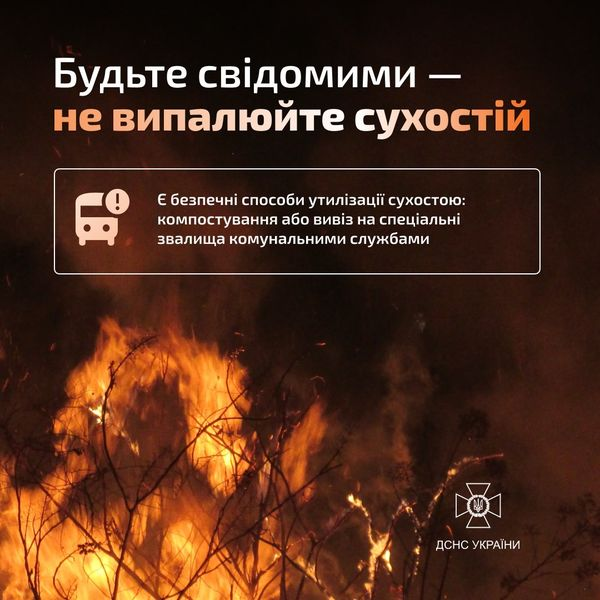 Будьте свідомими —
не випалюйте сухостій
Є безпечні способи утилізації сухостою:
компостування або вивіз на спеціальні
звалища комунальними службами
ДСНС УКРАЇНИ